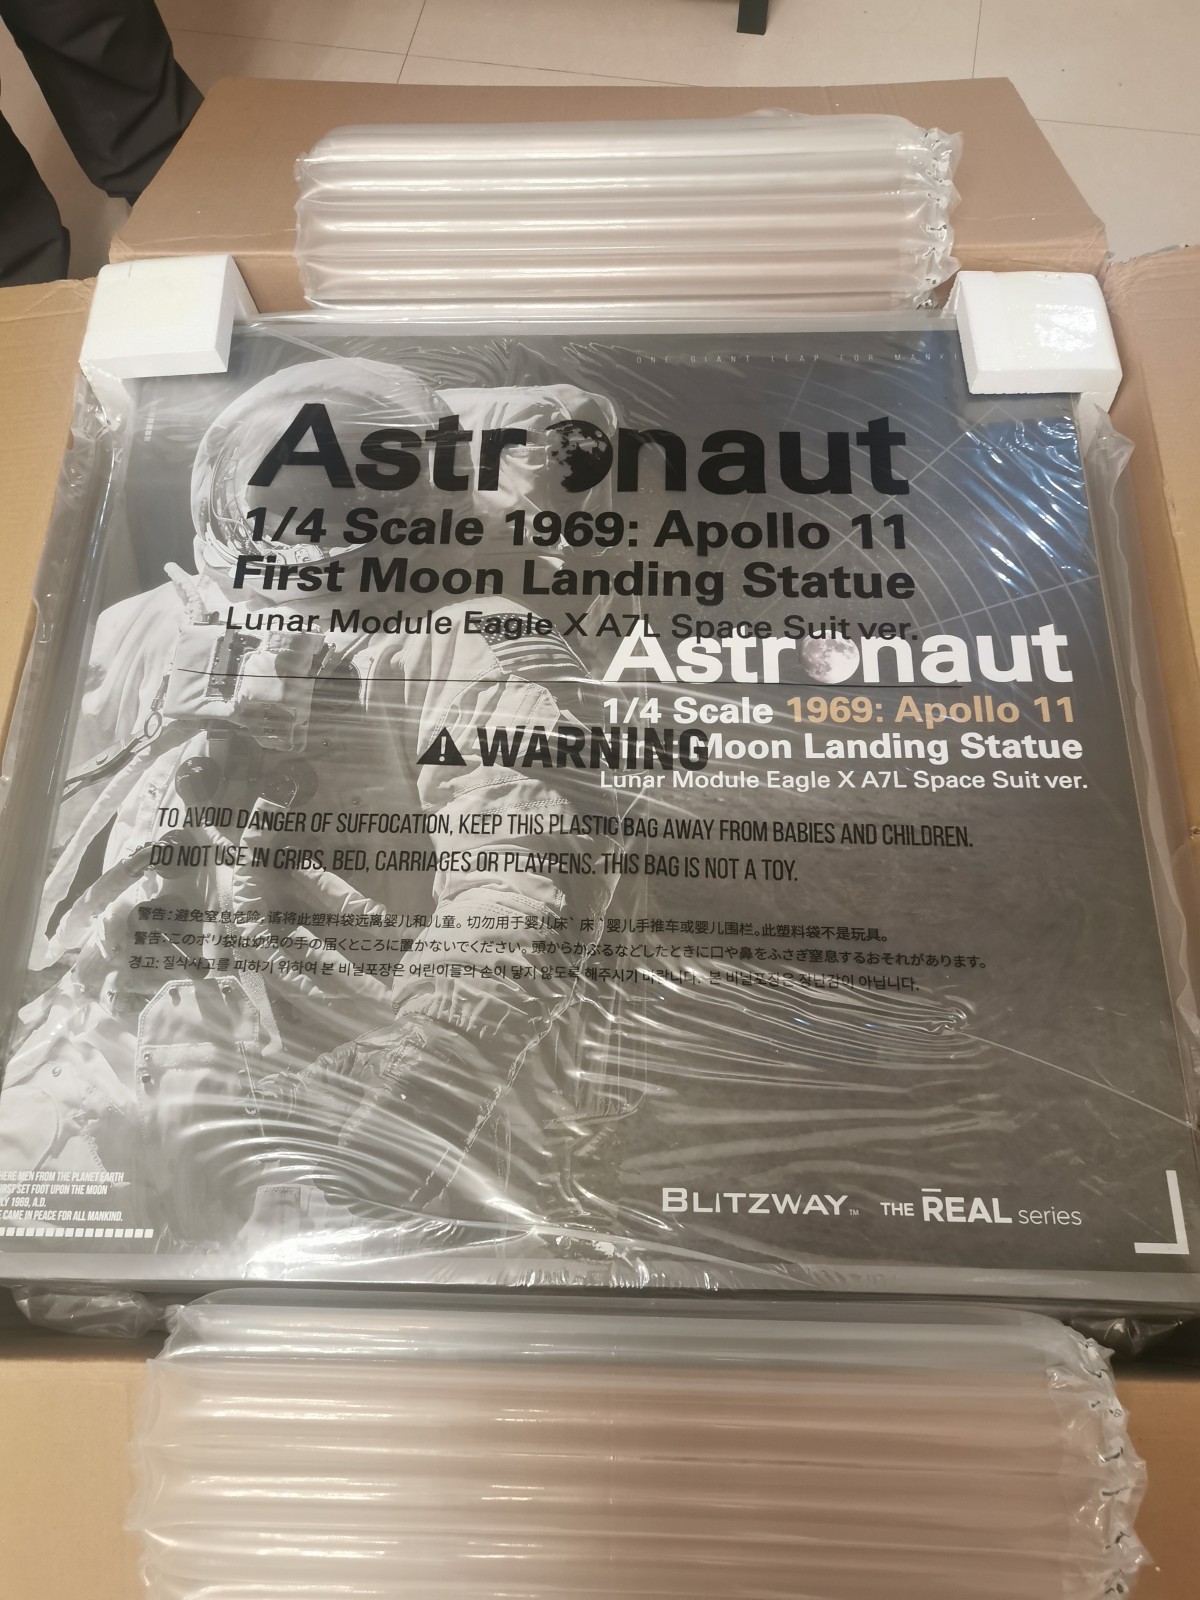 ONE GIANT LEAP FOR
Astronaut
1/4 Scale 1969: Apollo 11
First Moon Landing Statue
Lunar Module Eagle X A7L Space Suit ver.
Astronaut
1/4 Scale 1969: Apollo 11
Moon Landing Statue
Lunar Module Eagle X A7L Space Suit ver.
WARNING
TO AVOID DANGER OF SUFFOCATION, KEEP THIS PLASTIC BAG AWAY FROM BABIES AND CHILDREN.
DO NOT USE IN CRIBS, BED, CARRIAGES OR PLAYPENS. THIS BAG IS NOT A TOY.
警告:避免窒息危险,请将此塑料袋远离婴儿和儿童。切勿用于婴儿床、床、婴儿手推车或婴儿围栏。此塑料袋不是玩具。
警告:このポリ袋は幼児の手の届くところに置かないでください。頭からかぶるなどしたときに口や鼻をふさぎ窒息するおそれがあります。
경고: 질식사고를 피하기 위하여 본 비닐포장은 어린이들의 손이 닿지 않도록 해주시기 바랍니다. 본 비닐포장은 장난감이 아닙니다.
MEN FROM THE PLANET EARTH
SET FOOT UPON THE MOON
1969, A.D.
CAME IN PEACE FOR ALL MANKIND.
BLITZWAY™ THE REAL series